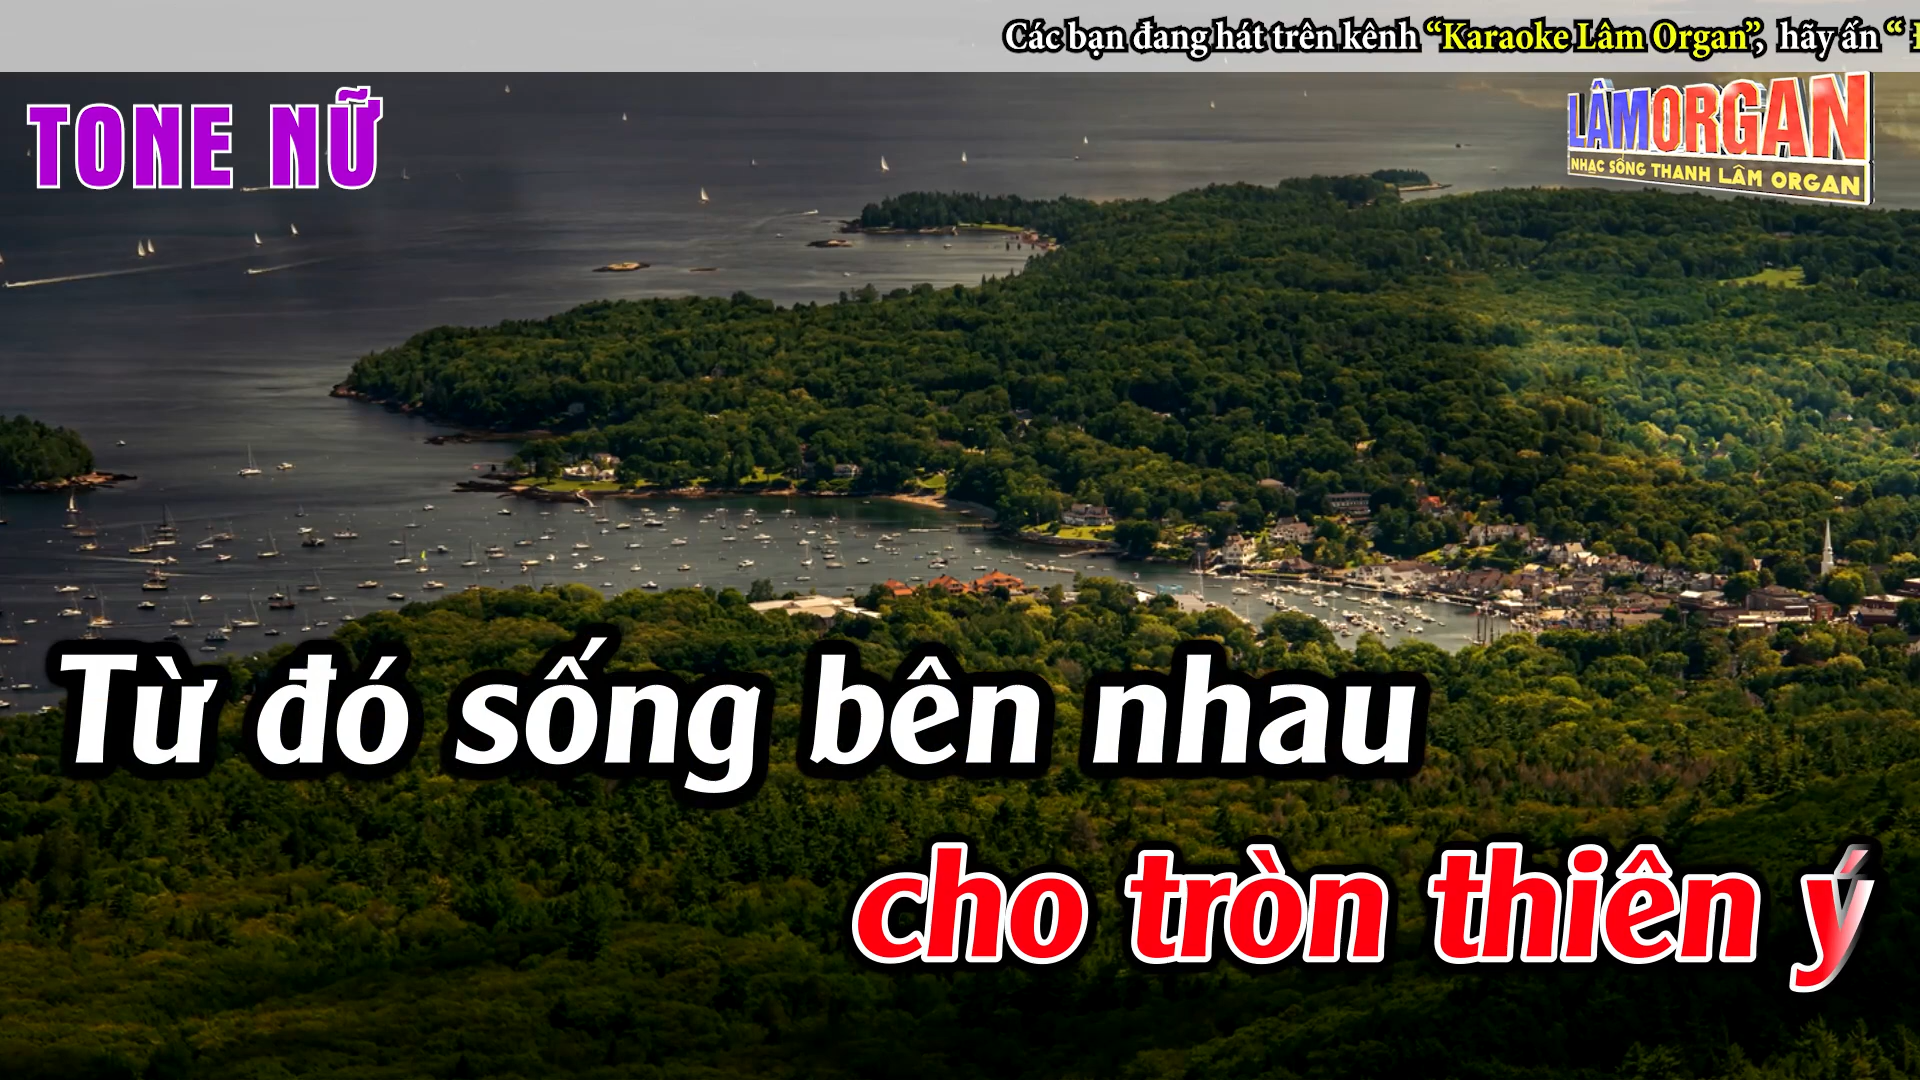 Các bạn đang hát trên kênh “Karaoke Lâm Organ”, hãy ấn “
TONE NỮ
LÂMORGAN
NHẠC SỐNG THANH LÂM ORGAN
Từ đó sống bên nhau
cho tròn thiên ý